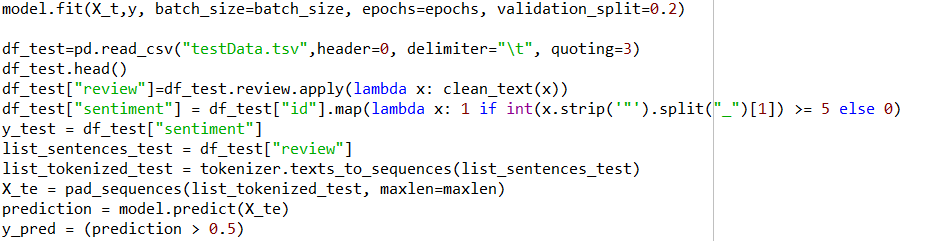 model.fit(X_t,y, batch_size=batch_size, epochs=epochs, validation_split=0.2)
df_test=pd.read_csv("testData.tsv",header=0, delimiter="\t", quoting=3)
df_test.head()
df_test["review"]=df_test.review.apply(lambda x: clean_text(x))
df_test["sentiment"] = df_test["id"].map(lambda x: 1 if int(x.strip('"').split("_")[1]) >= 5 else 0)
y_test = df_test["sentiment"]
list_sentences_test = df_test["review"]
list_tokenized_test = tokenizer.texts_to_sequences(list_sentences_test)
X_te = pad_sequences(list_tokenized_test, maxlen=maxlen)
prediction = model.predict(X_te)
y_pred = (prediction > 0.5)